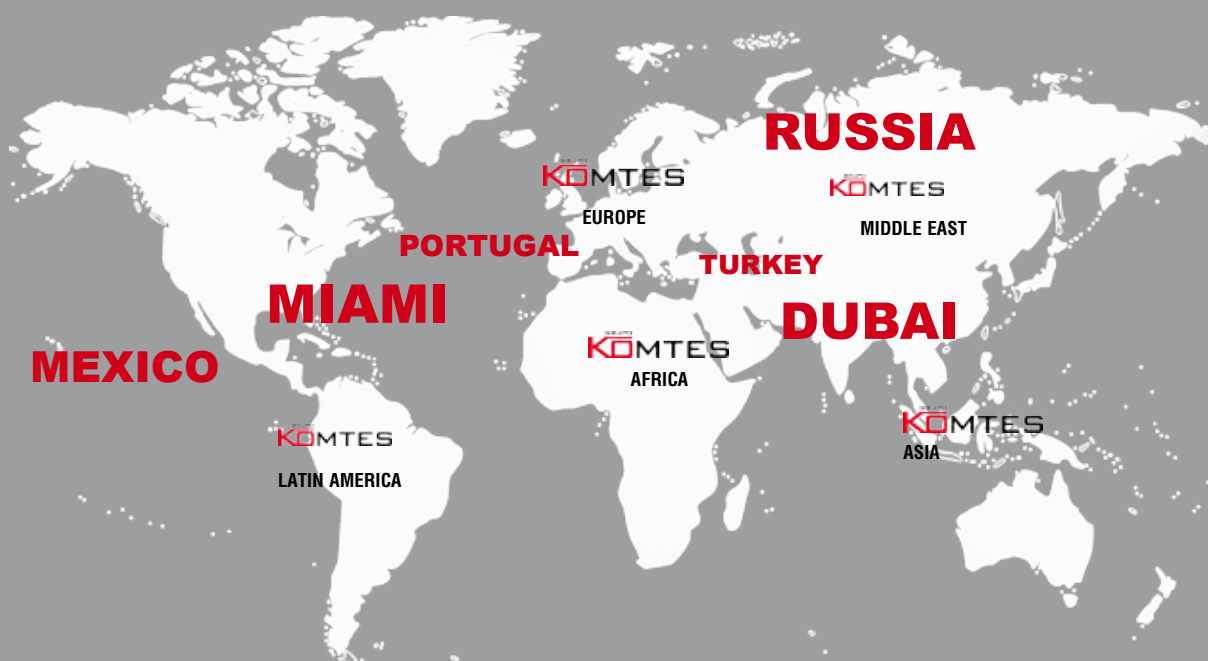 RUSSIA
KOMTES
KOMTES
EUROPE
MIDDLE EAST
PORTUGAL
TURKEY
MIAMI
DUBAI
KOMTES
MEXICO
AFRICA
KOMTES
KOMTES
ASIA
LATIN AMERICA